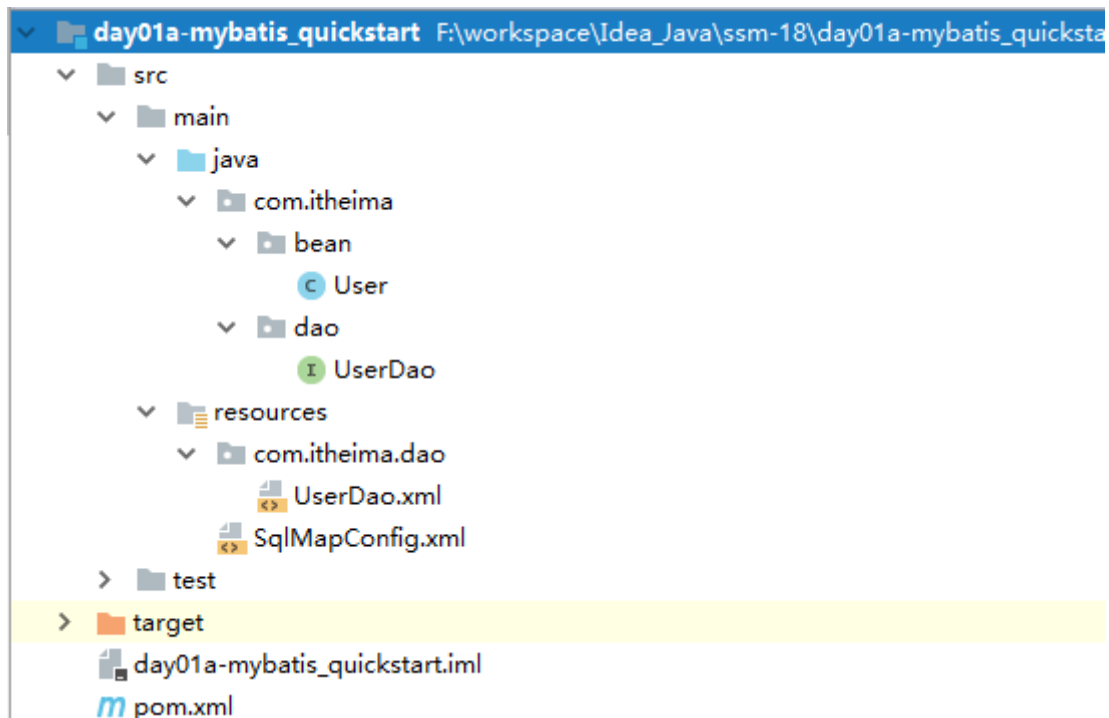 day01a-mybatis_quickstart F:\workspace\Idea_Java\ssm-18\day01a-mybatis_quicksta
src
main
java
com.itheima
bean
C User
dao
I UserDao
resources
com.itheima.dao
UserDao.xml
SqlMapConfig.xml
test
target
day01a-mybatis_quickstart.iml
m pom.xml